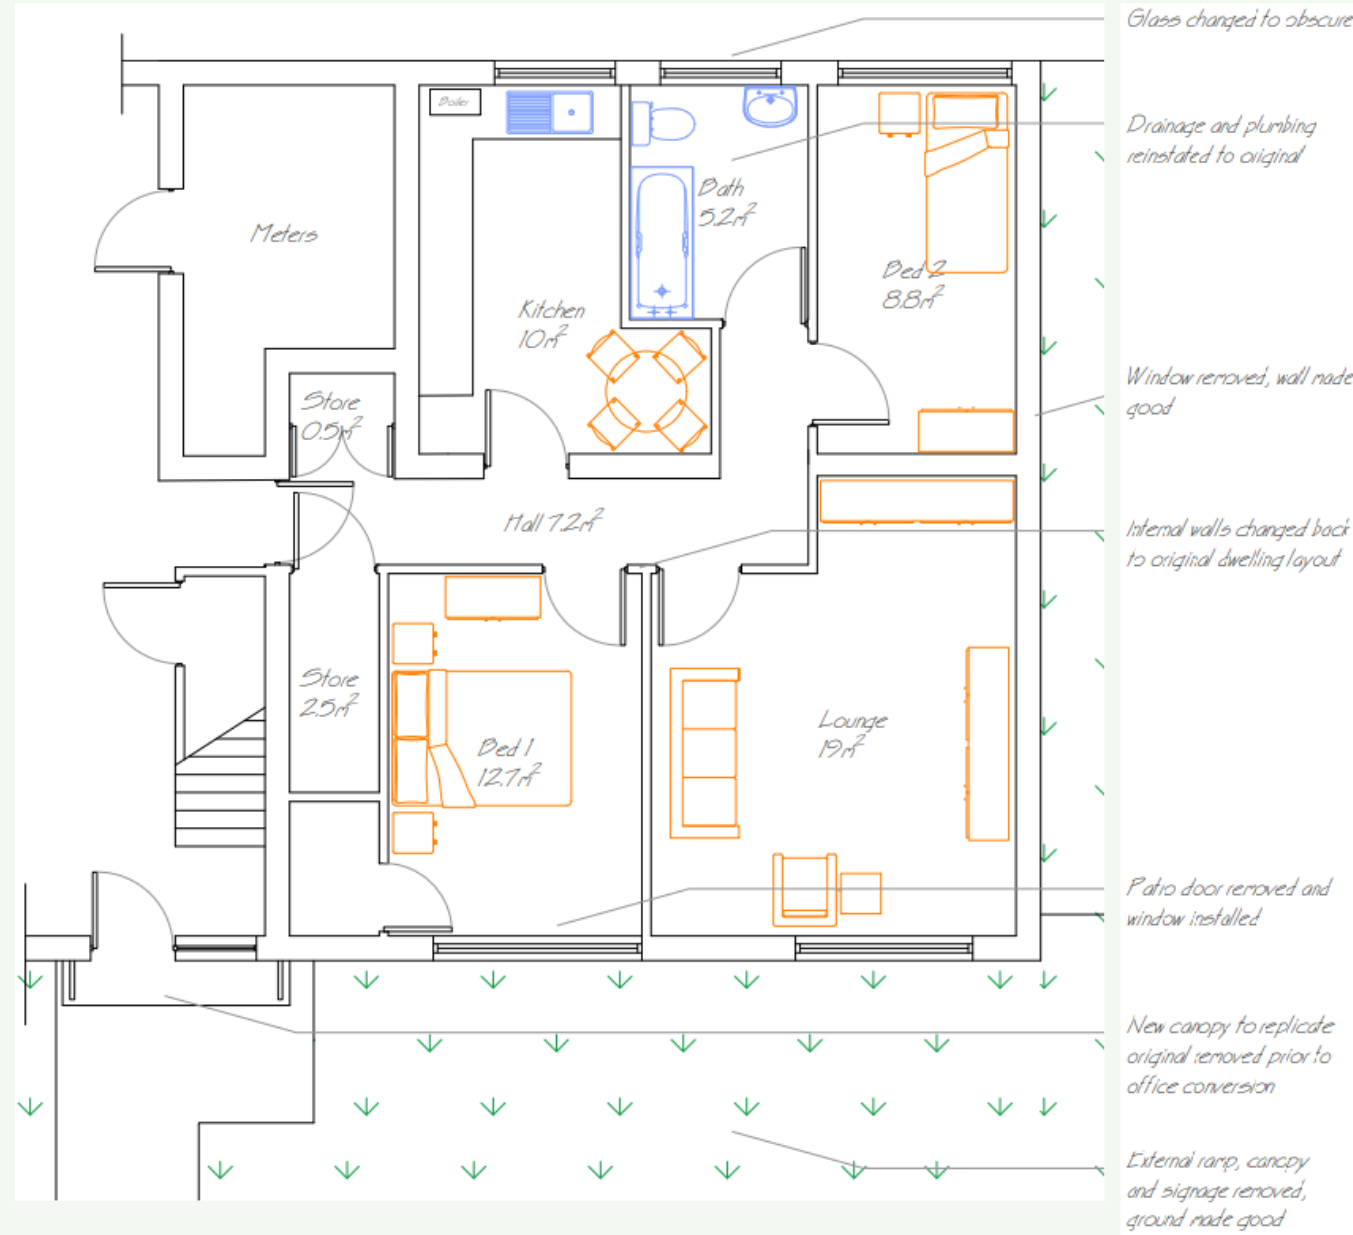 Glass changed to obscure
Drainage and plumbing
reinstated to original
Window removed, wall made
good
Internal walls changed back
to original dwelling layout
Patio door removed and
window installed
New canopy to replicate
original removed prior to
office conversion
External ramp, canopy
and signage removed,
ground made good
Boiler
Meters
Bath
5.2m²
Bed 2
8.8m²
Kitchen
10m²
Store
0.5m²
Hall 7.2m²
Store
2.5m²
Bed 1
12.7m²
Lounge
19m²